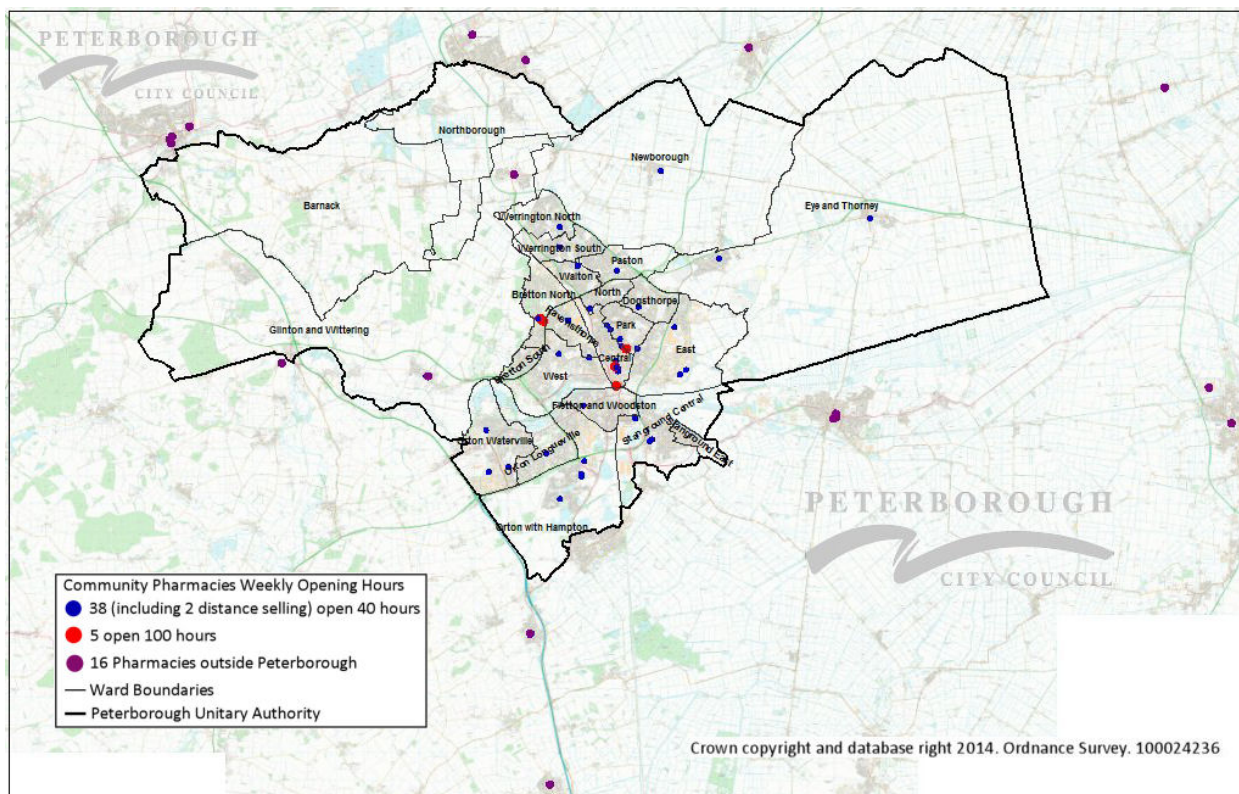 PETERBOROUGH
CITY COUNCIL
Northborough
Newborough
Barnack
Eye and Thorney
Werrington North
Werrington South
Paston
Walton
Bretton North
North
Dogsthorpe
Ravensthorpe
Park
Glinton and Wittering
East
Central
Bretton South
West
Fletton and Woodston
Stanground Central
Stanground East
Orton Waterville
Orton Longueville
Orton with Hampton
PETERBOROUGH
CITY COUNCIL
Community Pharmacies Weekly Opening Hours
38 (including 2 distance selling) open 40 hours
5 open 100 hours
16 Pharmacies outside Peterborough
Ward Boundaries
Peterborough Unitary Authority
Crown copyright and database right 2014. Ordnance Survey. 100024236